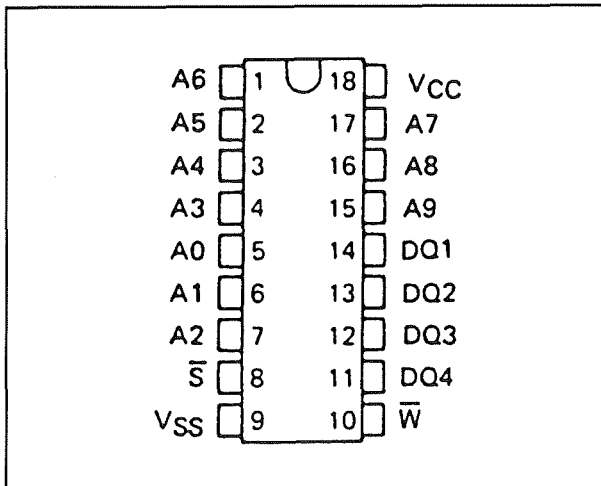 A6 1 18 VCC
A5 2 17 A7
A4 3 16 A8
A3 4 15 A9
A0 5 14 DQ1
A1 6 13 DQ2
A2 7 12 DQ3
S̅ 8 11 DQ4
VSS 9 10 W̅